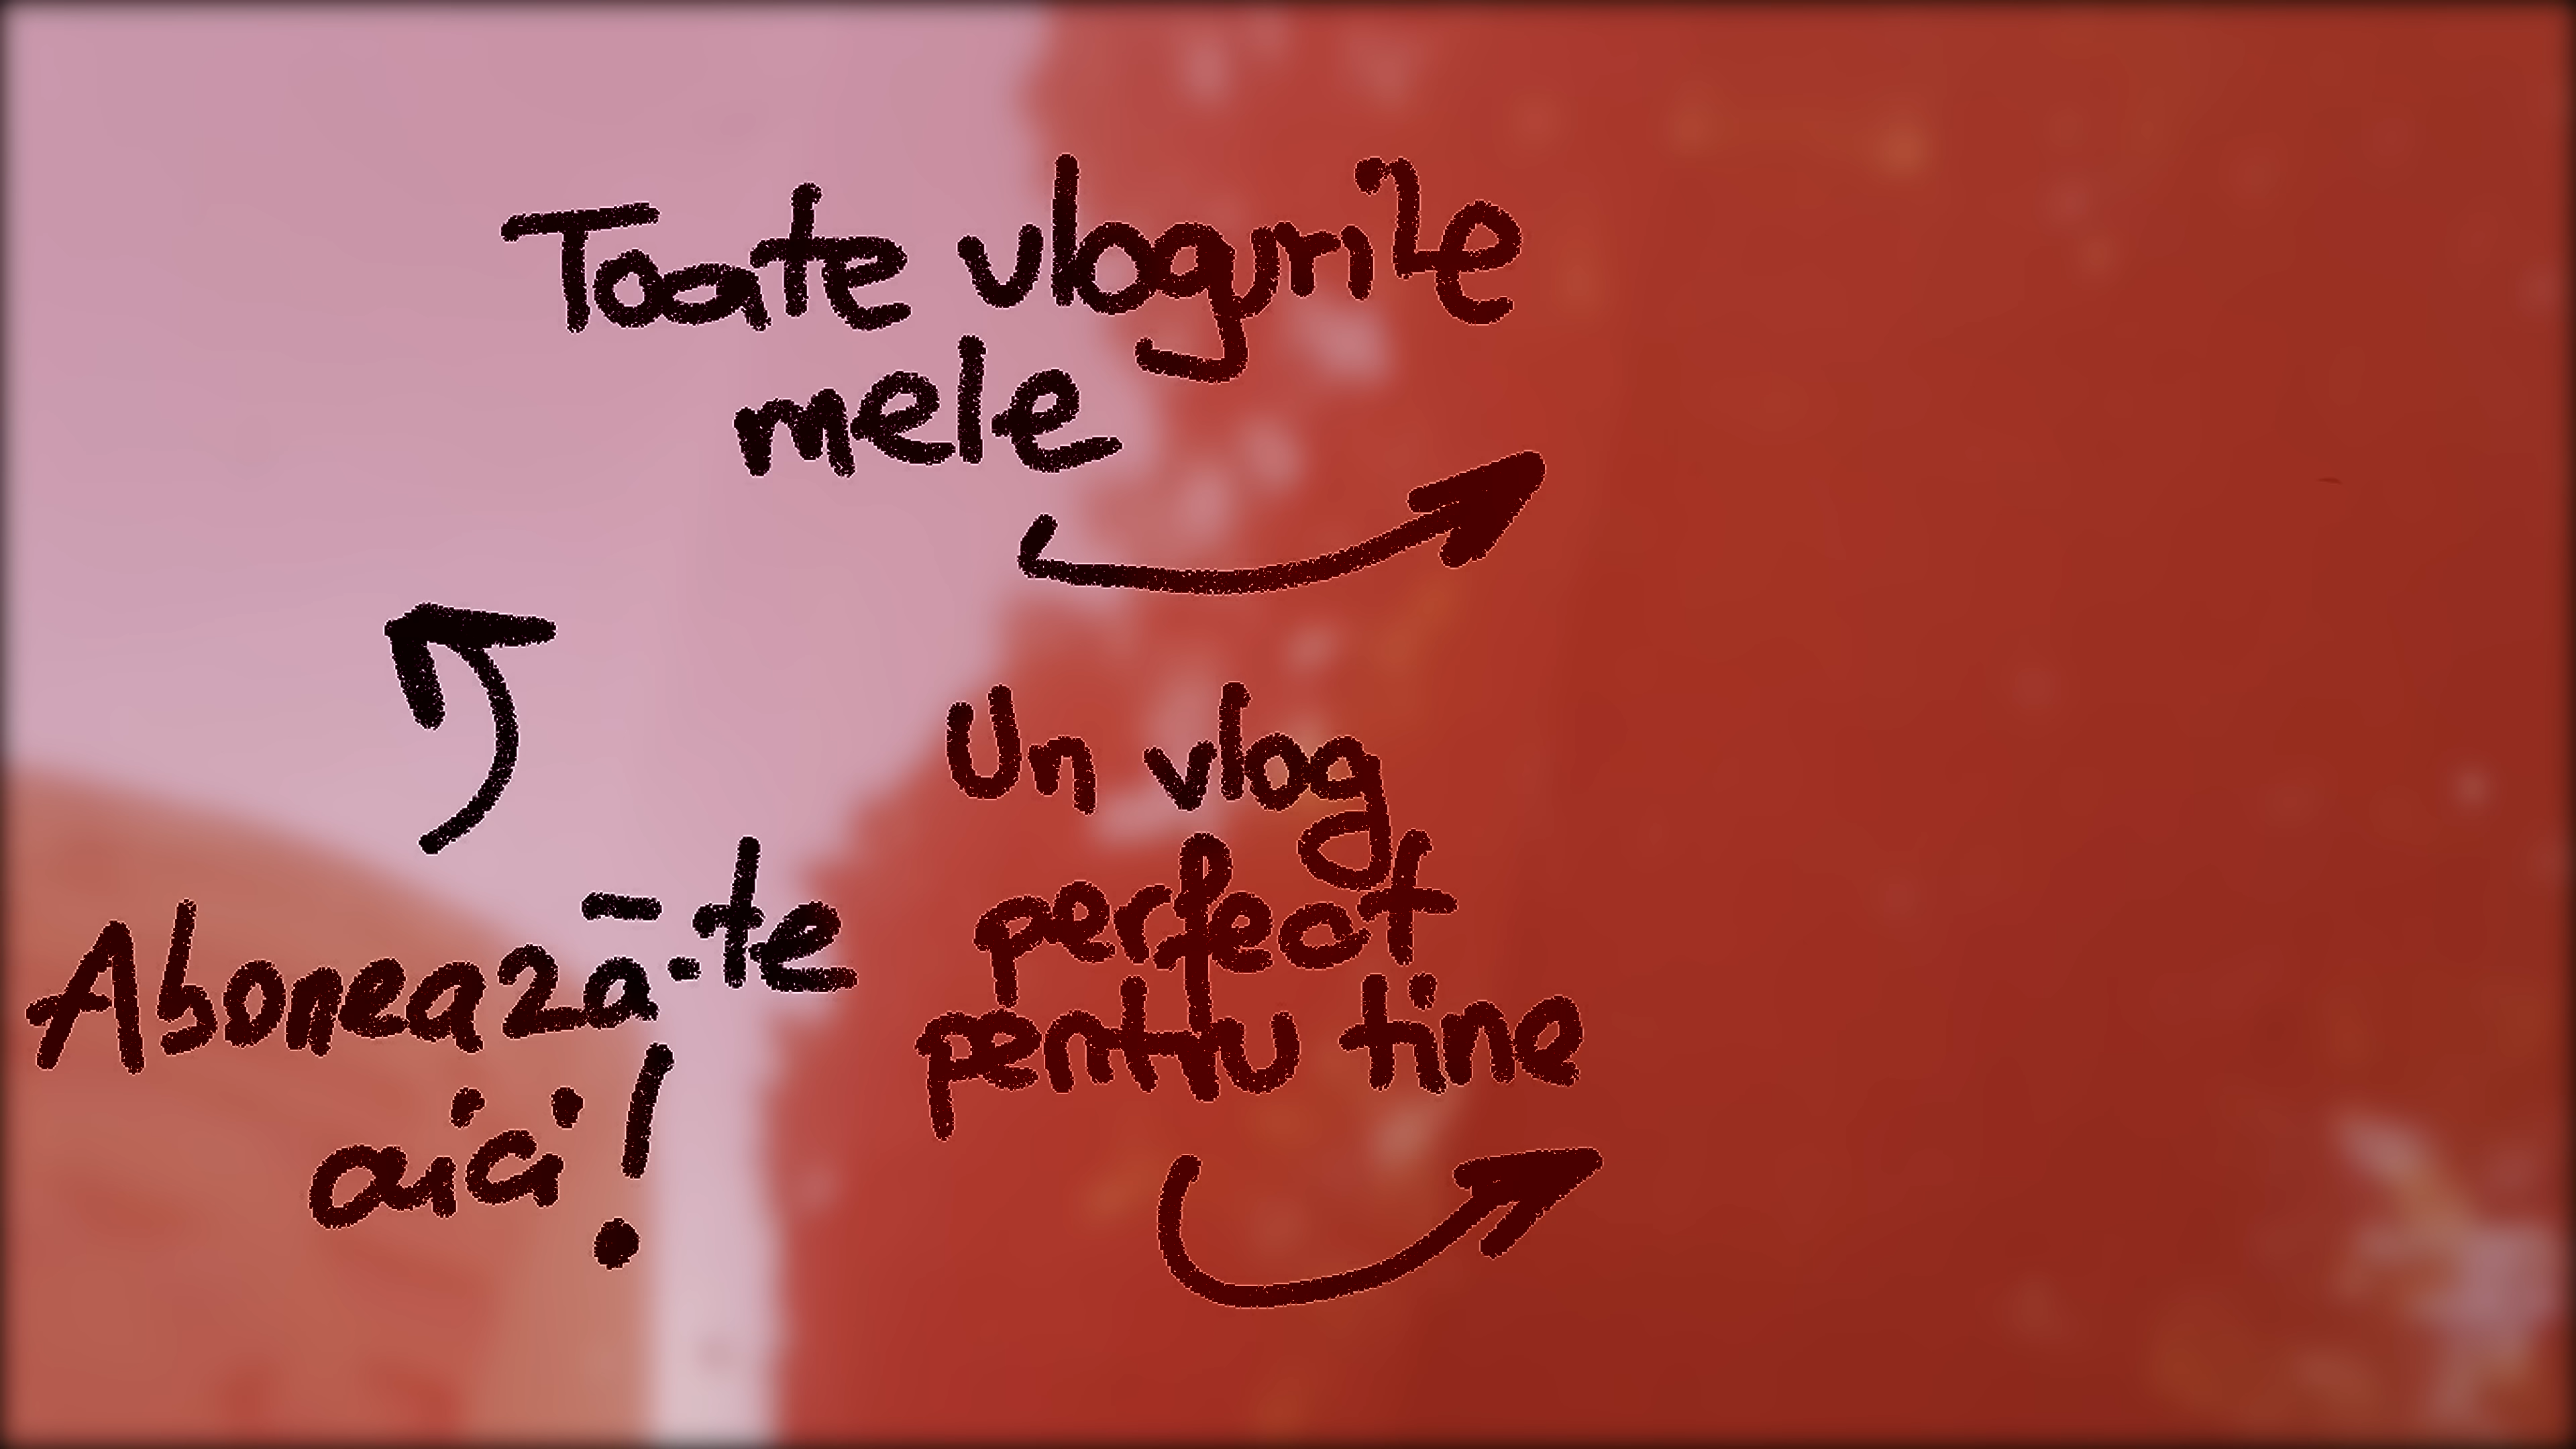 Toate vlogurile
mele
Un vlog
perfect
pentru tine
Abonează-te
aici!